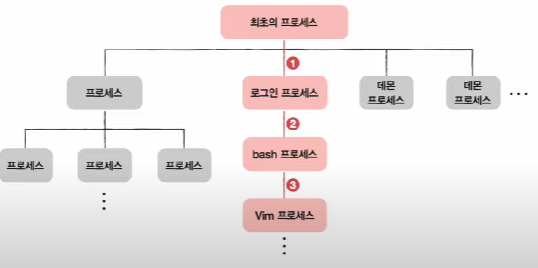 최초의 프로세스
1
프로세스
로그인 프로세스
데몬
프로세스
데몬
프로세스
...
2
bash 프로세스
프로세스
프로세스
프로세스
3
Vim 프로세스